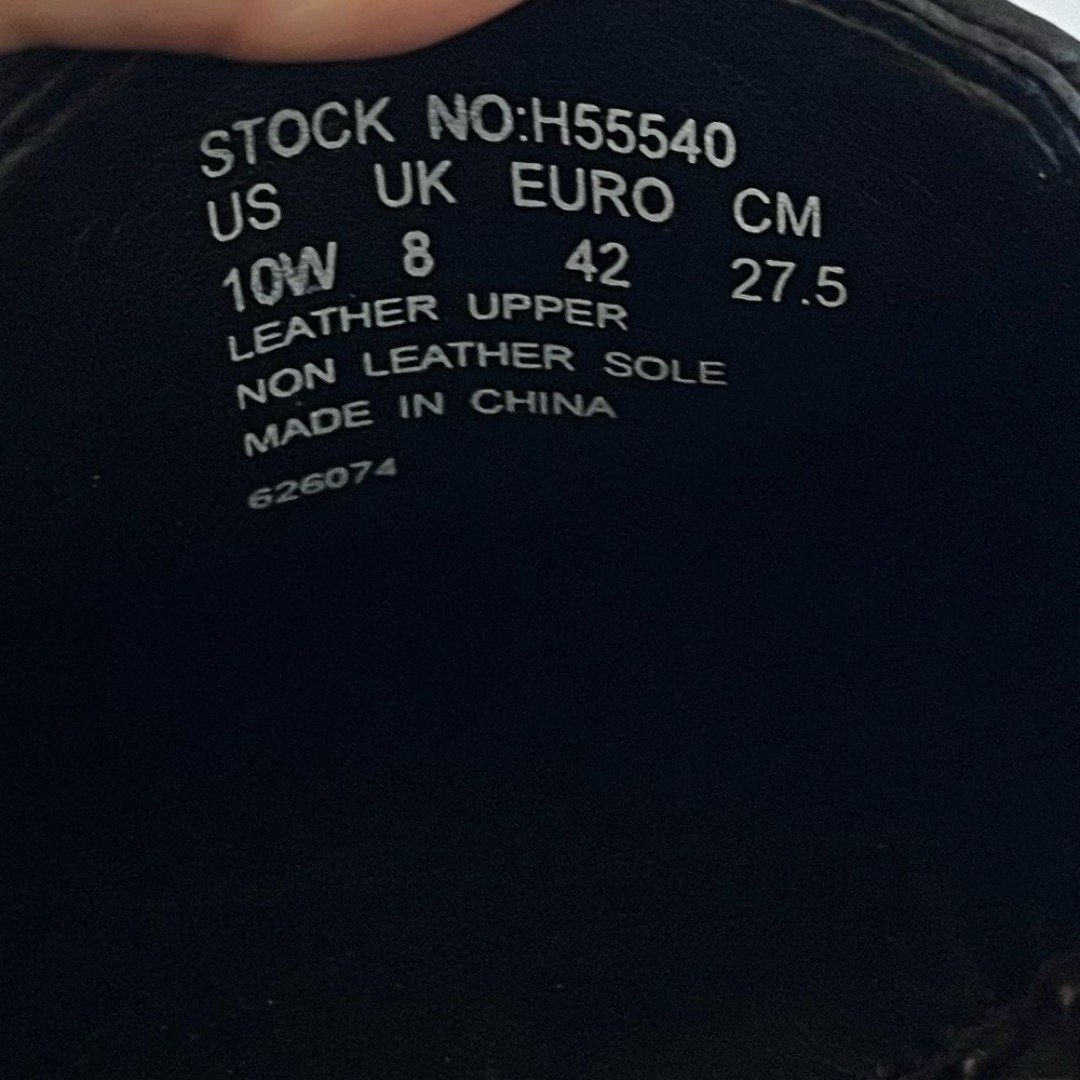 STOCK NO:H55540
US UK EURO CM
10W 8 42 27.5
LEATHER UPPER
NON LEATHER SOLE
MADE IN CHINA
626074